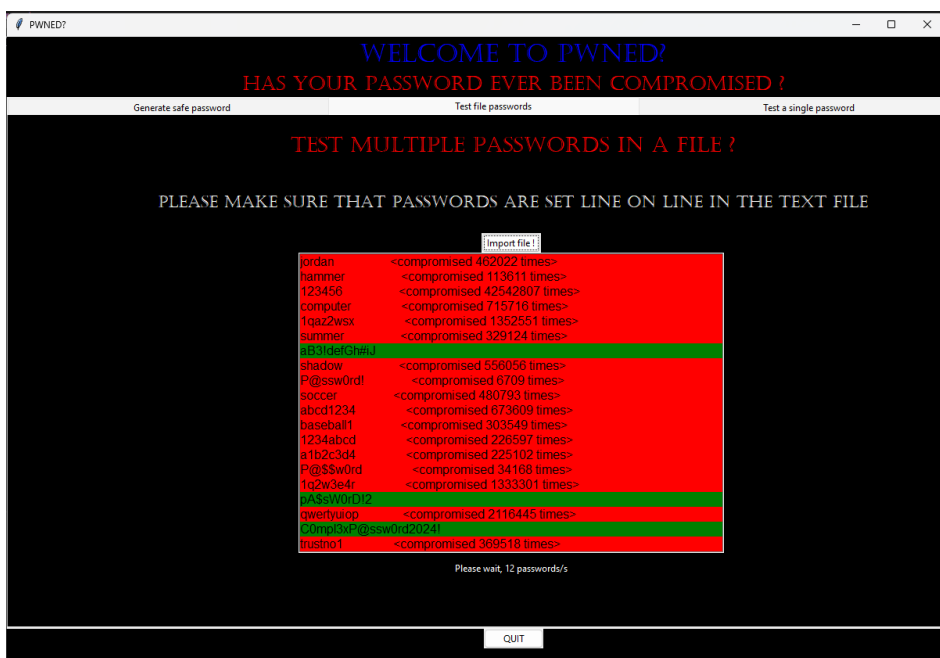 PWNED?
WELCOME TO PWNED?
HAS YOUR PASSWORD EVER BEEN COMPROMISED ?
Generate safe password Test file passwords Test a single password
TEST MULTIPLE PASSWORDS IN A FILE ?
PLEASE MAKE SURE THAT PASSWORDS ARE SET LINE ON LINE IN THE TEXT FILE
Import file !
jordan <compromised 462022 times>
hammer <compromised 113611 times>
123456 <compromised 42542807 times>
computer <compromised 715716 times>
1qaz2wsx <compromised 1352551 times>
summer <compromised 329124 times>
shadow <compromised 556056 times>
P@ssw0rd! <compromised 6709 times>
soccer <compromised 480793 times>
abcd1234 <compromised 673609 times>
baseball1 <compromised 303549 times>
1234abcd <compromised 226597 times>
a1b2c3d4 <compromised 225102 times>
P@$$w0rd <compromised 34168 times>
1q2w3e4r <compromised 1333301 times>
pA$sW0rD!2
qwertyuiop <compromised 2116445 times>
C0mpl3xP@ssw0rd2024!
trustno1 <compromised 369518 times>
Please wait, 12 passwords/s
QUIT